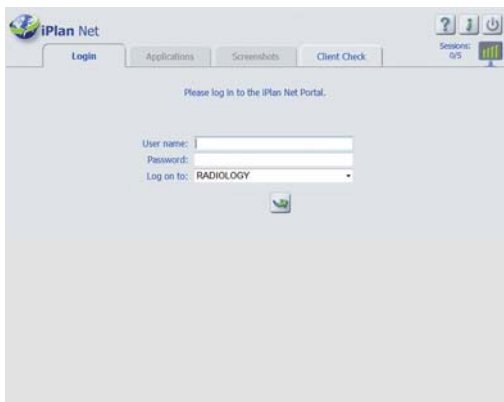 iPlan Net
?
i
Sessions:
0/5
Login
Applications
Screenshots
Client Check
Please log in to the iPlan Net Portal.
User name:
Password:
Log on to: RADIOLOGY